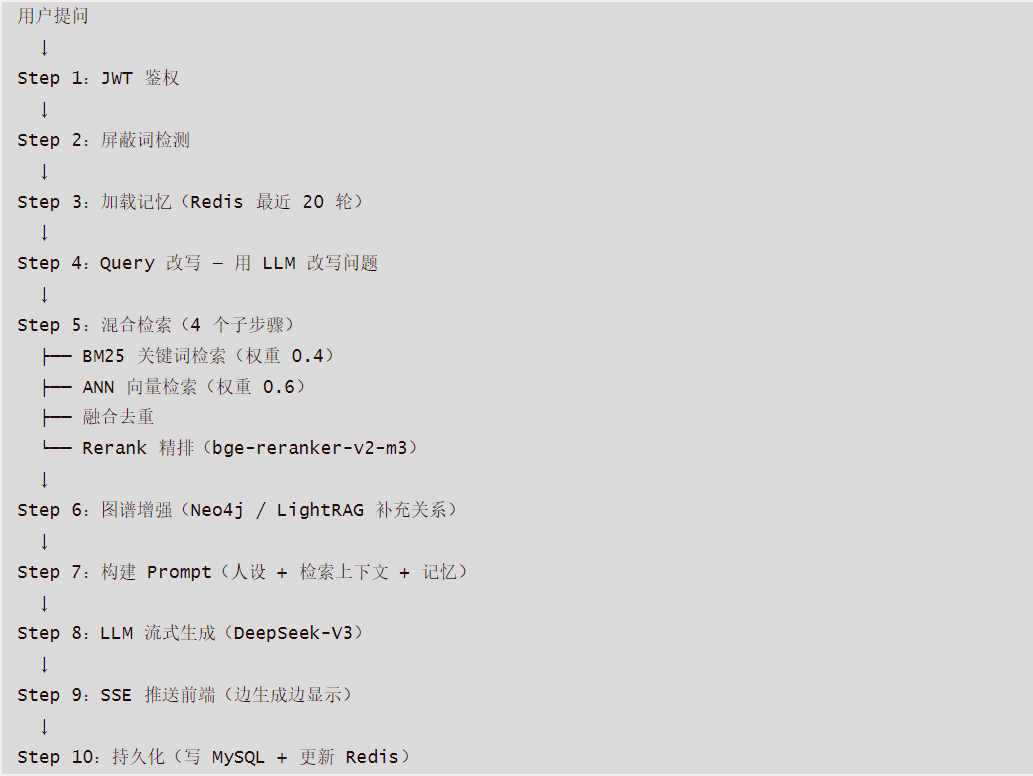 用户提问
↓
Step 1：JWT 鉴权
↓
Step 2：屏蔽词检测
↓
Step 3：加载记忆（Redis 最近 20 轮）
↓
Step 4：Query 改写 — 用 LLM 改写问题
↓
Step 5：混合检索（4 个子步骤）
├── BM25 关键词检索（权重 0.4）
├── ANN 向量检索（权重 0.6）
├── 融合去重
└── Rerank 精排（bge-reranker-v2-m3）
↓
Step 6：图谱增强（Neo4j / LightRAG 补充关系）
↓
Step 7：构建 Prompt（人设 + 检索上下文 + 记忆）
↓
Step 8：LLM 流式生成（DeepSeek-V3）
↓
Step 9：SSE 推送前端（边生成边显示）
↓
Step 10：持久化（写 MySQL + 更新 Redis）